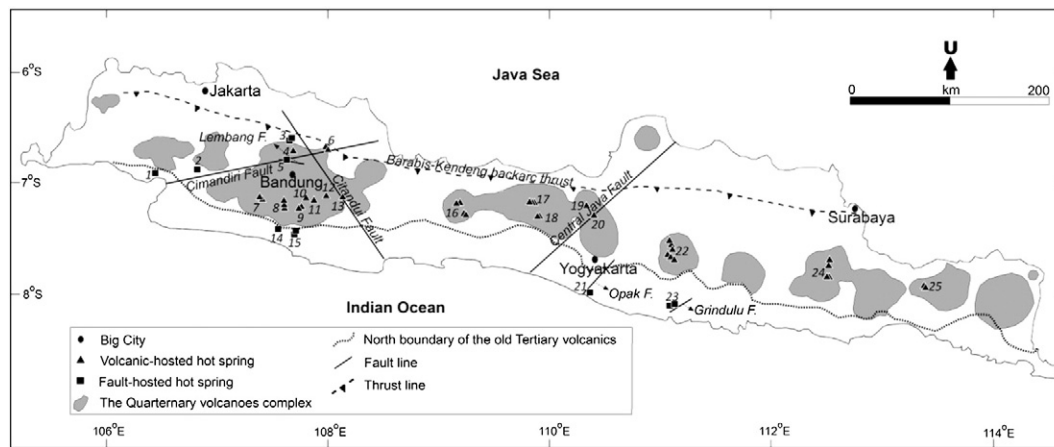 Java Sea
U
0 km 200
6°S
7°S
8°S
Jakarta
Lembang F.
3
6
4
1
2
5
Cimandiri Fault
Bandung
Barabis-Kendeng backarc thrust
Citandui Fault
10
12
7
8
9
11
13
14
15
16
17
18
19
20
Central Java Fault
Surabaya
22
Yogyakarta
21
Opak F.
23
Grindulu F.
24
25
Indian Ocean
Big City
Volcanic-hosted hot spring
Fault-hosted hot spring
The Quarternary volcanoes complex
North boundary of the old Tertiary volcanics
Fault line
Thrust line
106°E
108°E
110°E
112°E
114°E